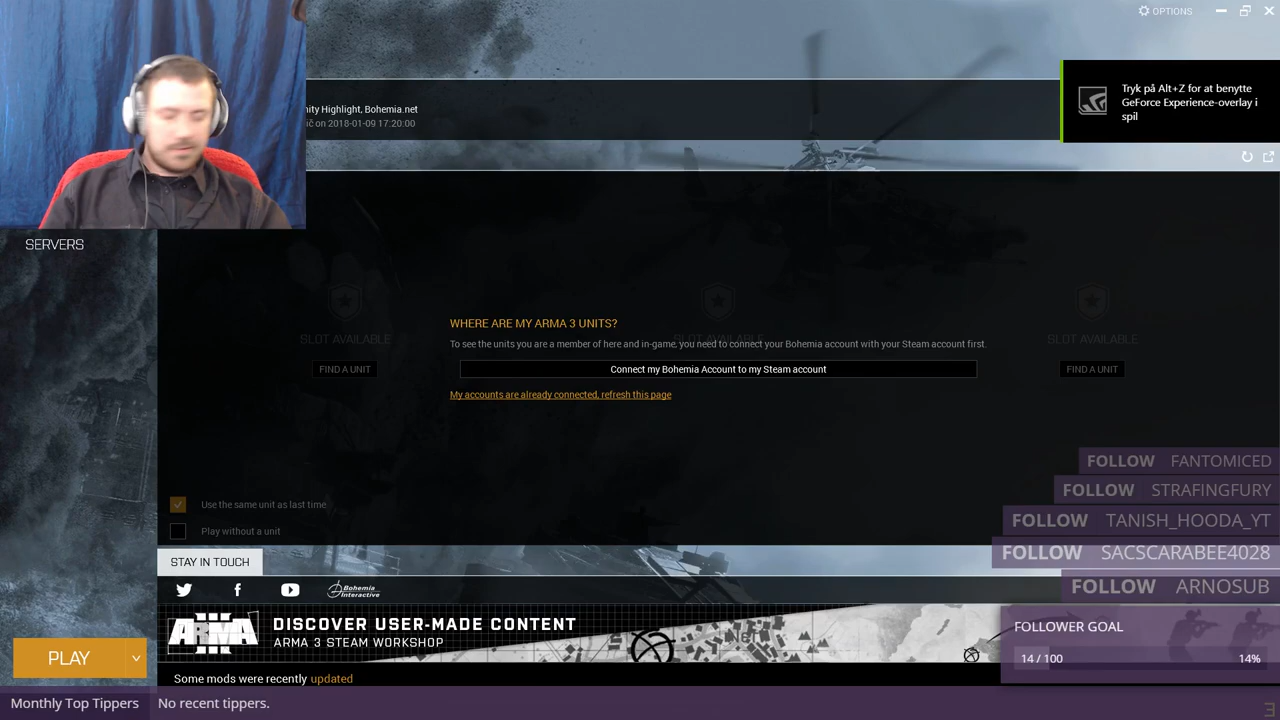 OPTIONS
nity Highlight, Bohemia.net
on 2018-01-09 17:20:00
Tryk på Alt+Z for at benytte
GeForce Experience-overlay i
spil
SERVERS
SLOT AVAILABLE
SLOT AVAILABLE
SLOT AVAILABLE
FIND A UNIT
FIND A UNIT
WHERE ARE MY ARMA 3 UNITS?
To see the units you are a member of here and in-game, you need to connect your Bohemia account with your Steam account first.
Connect my Bohemia Account to my Steam account
My accounts are already connected, refresh this page
Use the same unit as last time
Play without a unit
FOLLOW FANTOMICED
FOLLOW STRAFINGFURY
FOLLOW TANISH_HOODA_YT
FOLLOW SACSCARABEE4028
FOLLOW ARNOSUB
STAY IN TOUCH
Bohemia
Interactive
ARMA III
DISCOVER USER-MADE CONTENT
ARMA 3 STEAM WORKSHOP
FOLLOWER GOAL
14 / 100 14%
PLAY
Some mods were recently updated
Monthly Top Tippers No recent tippers.